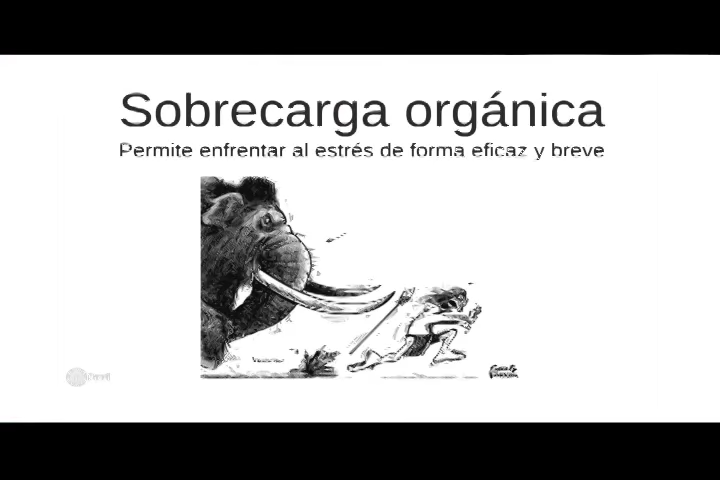 Sobrecarga orgánica
Permite enfrentar al estrés de forma eficaz y breve